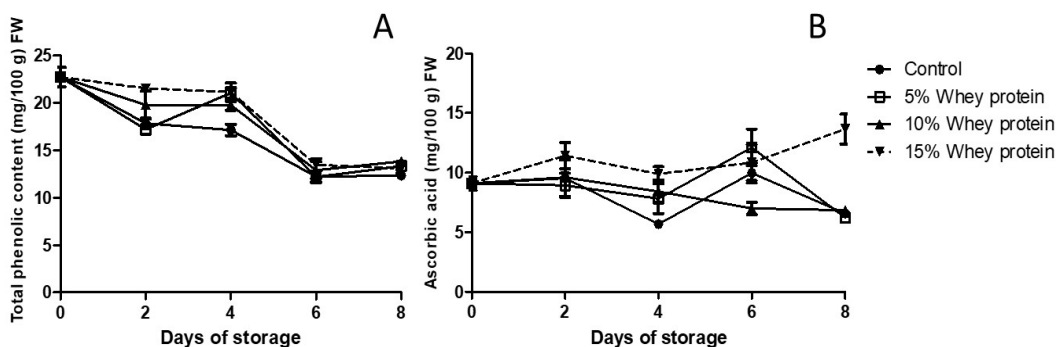 A
Total phenolic content (mg/100 g) FW
25
20
15
10
5
0
0 2 4 6 8
Days of storage
B
Ascorbic acid (mg/100 g) FW
20
15
10
5
0
0 2 4 6 8
Days of storage
Control
5% Whey protein
10% Whey protein
15% Whey protein